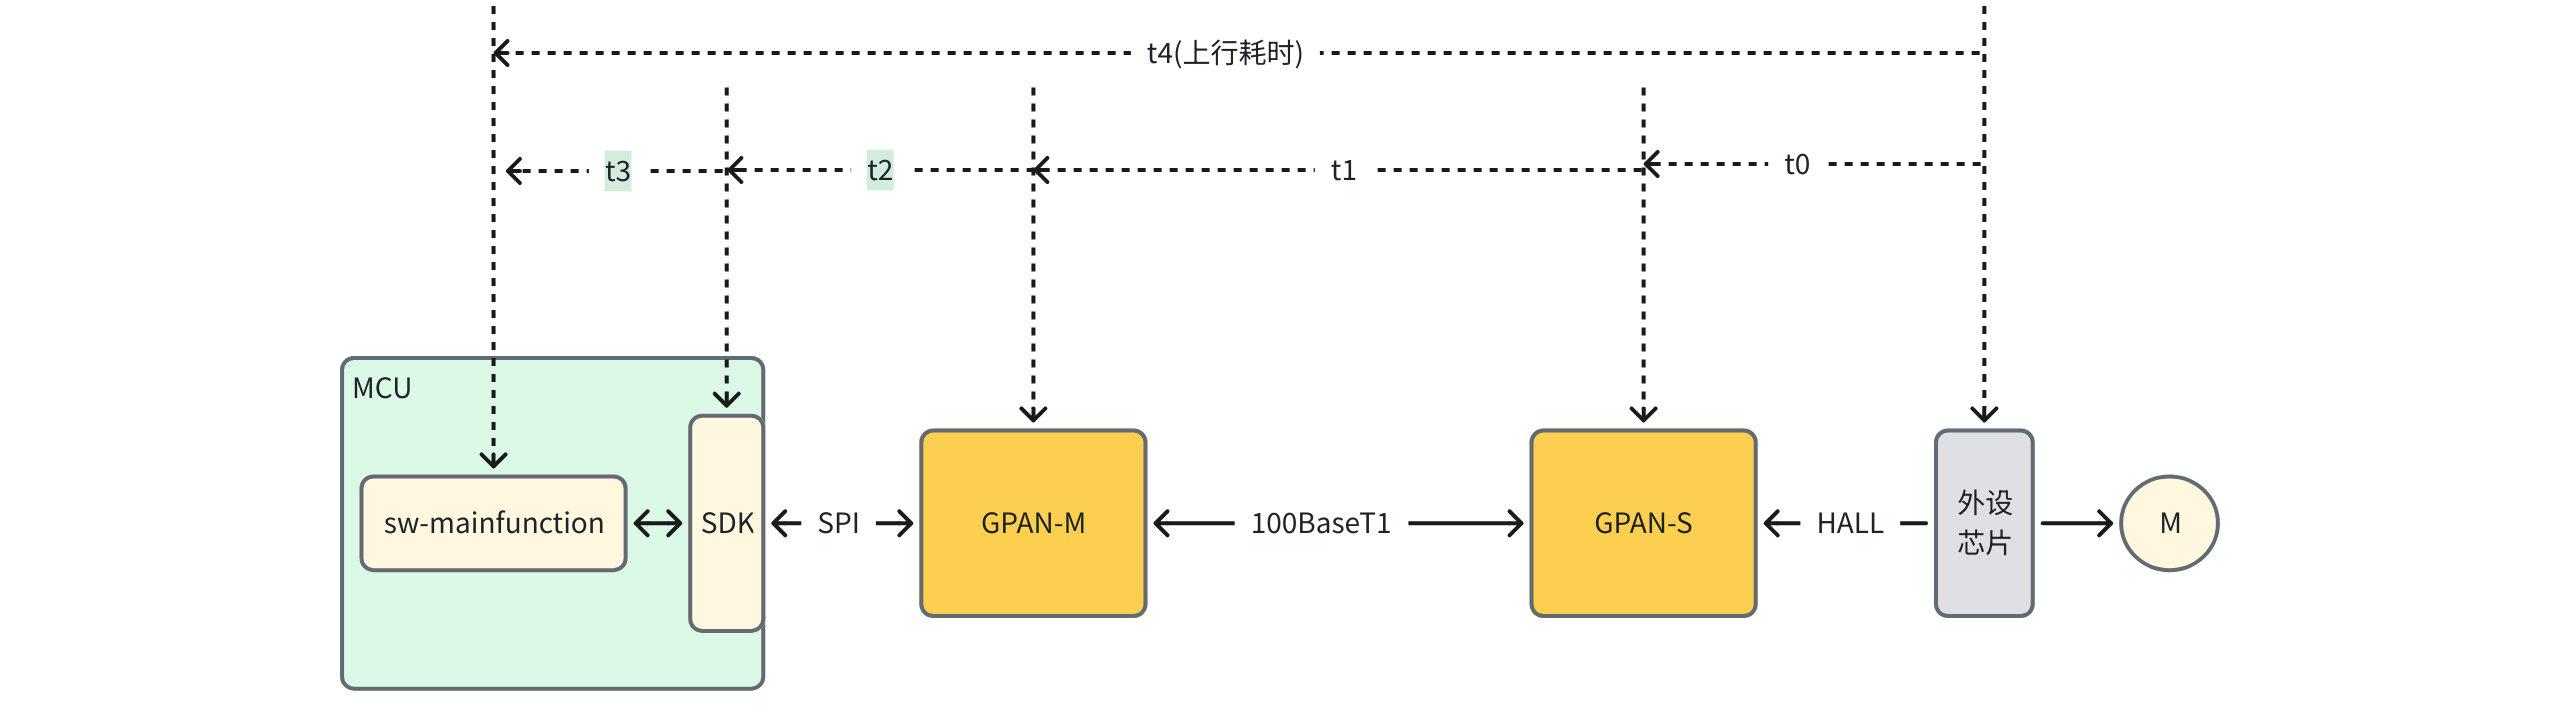 t4(上行耗时)
t3
t2
t1
t0
MCU
sw-mainfunction
SDK
SPI
GPAN-M
100BaseT1
GPAN-S
HALL
外设
芯片
M